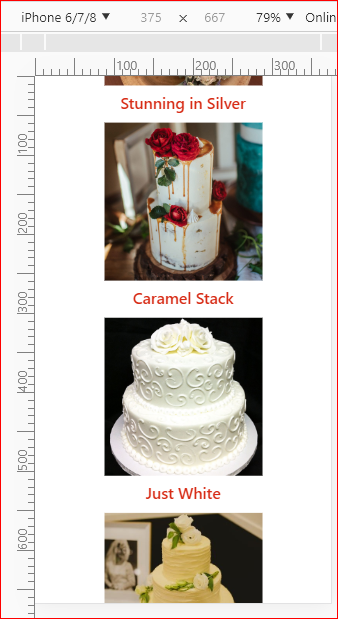 iPhone 6/7/8 ▼ 375 × 667 79% ▼ Onlin
100 200 300
Stunning in Silver
100
200
Caramel Stack
300
400
500
Just White
600